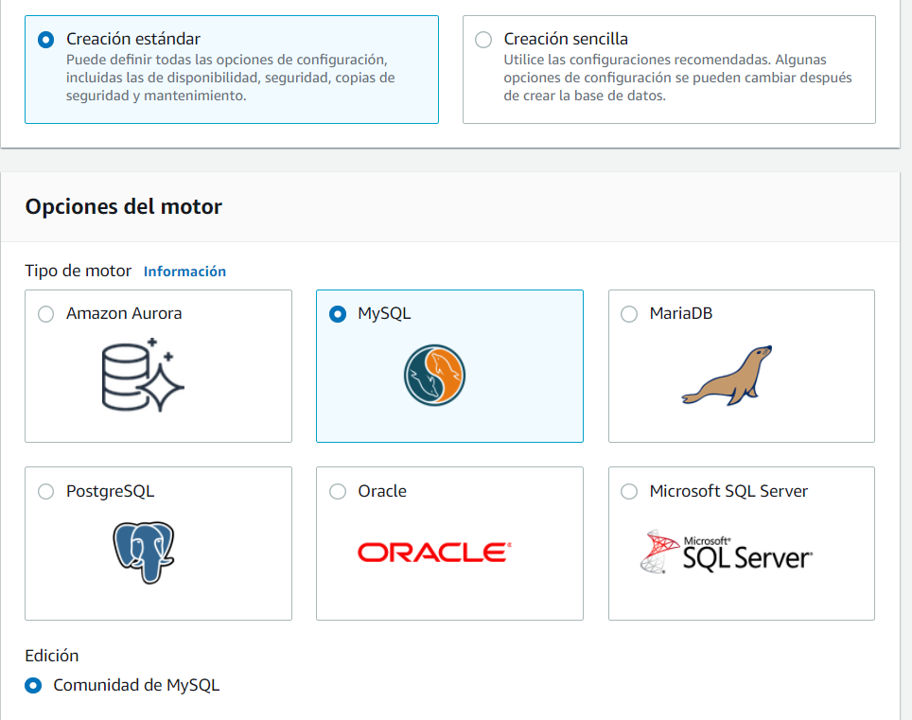 Creación estándar
Puede definir todas las opciones de configuración,
incluidas las de disponibilidad, seguridad, copias de
seguridad y mantenimiento.
Creación sencilla
Utilice las configuraciones recomendadas. Algunas
opciones de configuración se pueden cambiar después
de crear la base de datos.
Opciones del motor
Tipo de motor Información
Amazon Aurora
MySQL
MariaDB
PostgreSQL
Oracle
ORACLE®
Microsoft SQL Server
Microsoft®
SQL Server®
Edición
Comunidad de MySQL